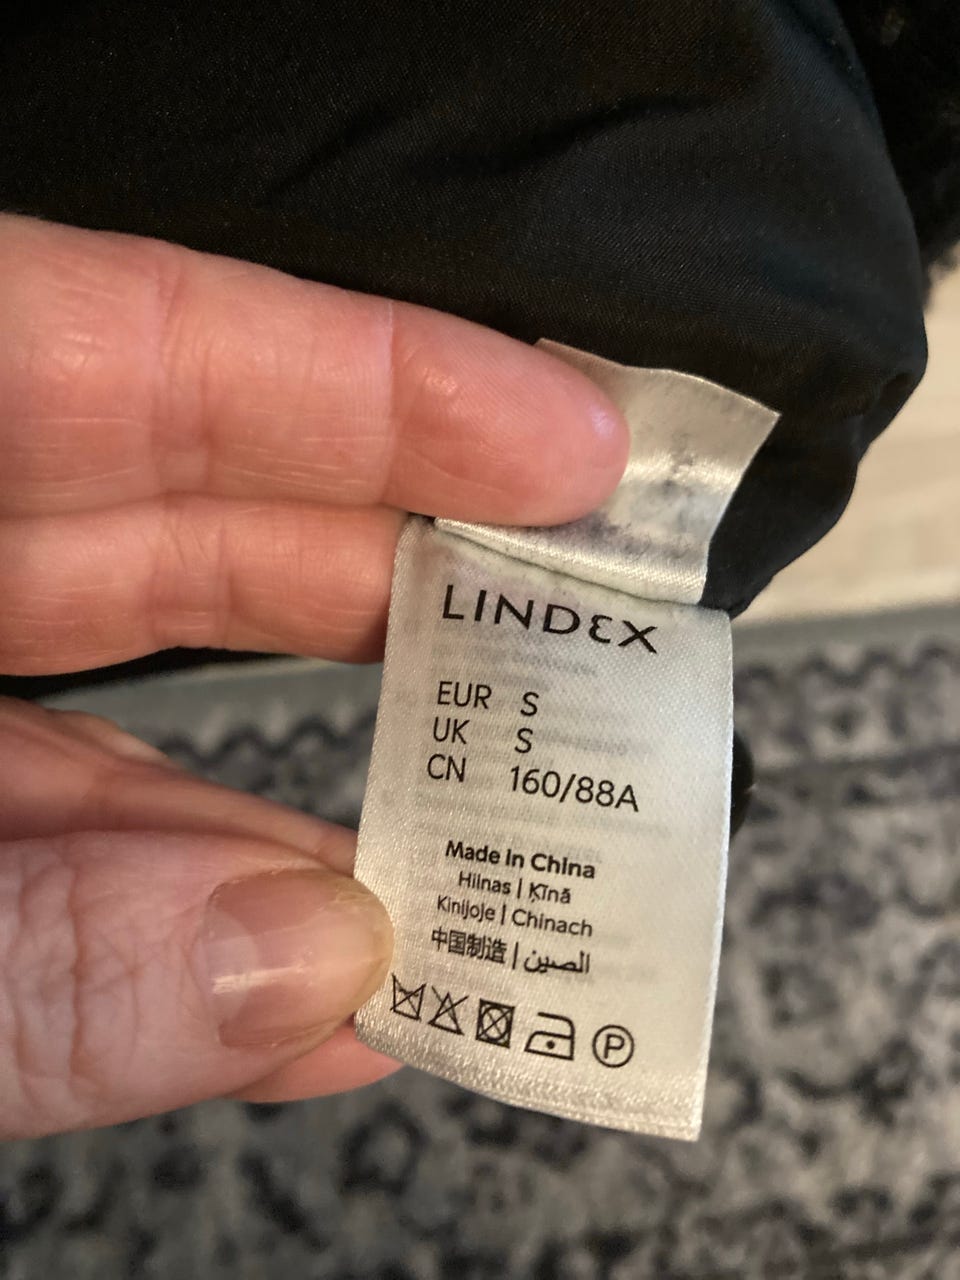 LINDEX
EUR S
UK S
CN 160/88A
Made in China
Hiinas | Ķīnā
Kinijoje | Chinach
中国制造 | الصين
P